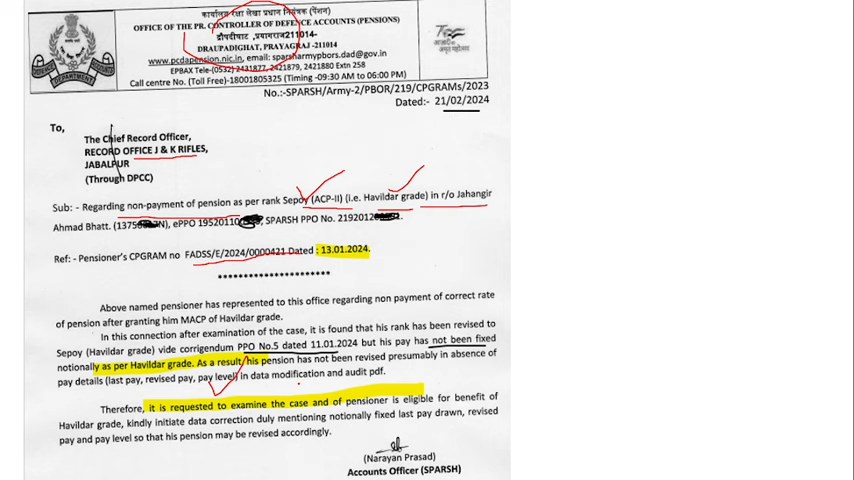 कार्यालय रक्षा लेखा प्रधान नियंत्रक (पेंशन)
OFFICE OF THE PR. CONTROLLER OF DEFENCE ACCOUNTS (PENSIONS)
द्रौपदीघाट ,प्रयागराज211014-
DRAUPADIGHAT, PRAYAGRAJ -211014
www.pcdapension.nic.in, email: sparsharmypbors.dad@gov.in
EPBAX Tele-(0532) 2421877, 2421879, 2421880 Extn 258
Call centre No. (Toll Free)-18001805325 (Timing -09:30 AM to 06:00 PM)
No.:-SPARSH/Army-2/PBOR/219/CPGRAMs/2023
Dated:- 21/02/2024
To,
The Chief Record Officer,
RECORD OFFICE J & K RIFLES,
JABALPUR
(Through DPCC)
Sub: - Regarding non-payment of pension as per rank Sepoy (ACP-II) (i.e. Havildar grade) in r/o Jahangir
Ahmad Bhatt. ePPO SPARSH PPO No.
Ref: - Pensioner's CPGRAM no FADSS/E/2024/0000421 Dated : 13.01.2024.
**********************
Above named pensioner has represented to this office regarding non payment of correct rate
of pension after granting him MACP of Havildar grade.
In this connection after examination of the case, it is found that his rank has been revised to
Sepoy (Havildar grade) vide corrigendum PPO No.5 dated 11.01.2024 but his pay has not been fixed
notionally as per Havildar grade. As a result, his pension has not been revised presumably in absence of
pay details (last pay, revised pay, pay level) in data modification and audit pdf.
Therefore, it is requested to examine the case and of pensioner is eligible for benefit of
Havildar grade, kindly initiate data correction duly mentioning notionally fixed last pay drawn, revised
pay and pay level so that his pension may be revised accordingly.
(Narayan Prasad)
Accounts Officer (SPARSH)